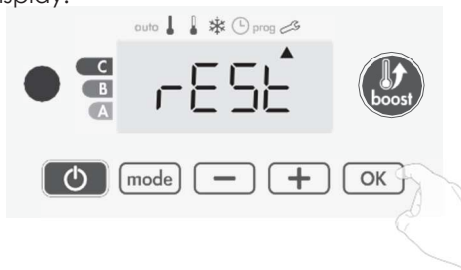 display:
auto prog
C
B
A
rESt
boost
mode - + OK